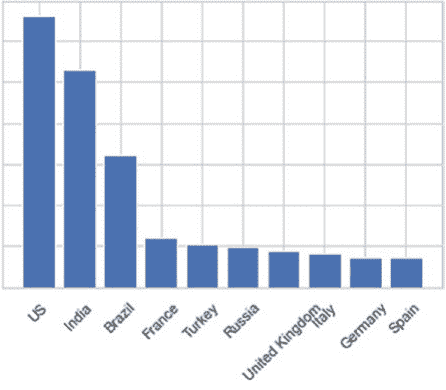 US
India
Brazil
France
Turkey
Russia
United Kingdom
Italy
Germany
Spain